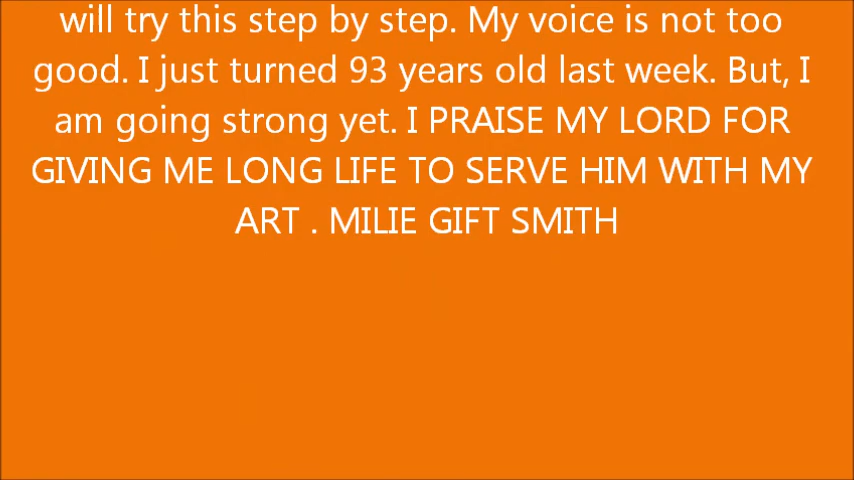 will try this step by step. My voice is not too
good. I just turned 93 years old last week. But, I
am going strong yet. I PRAISE MY LORD FOR
GIVING ME LONG LIFE TO SERVE HIM WITH MY
ART . MILIE GIFT SMITH